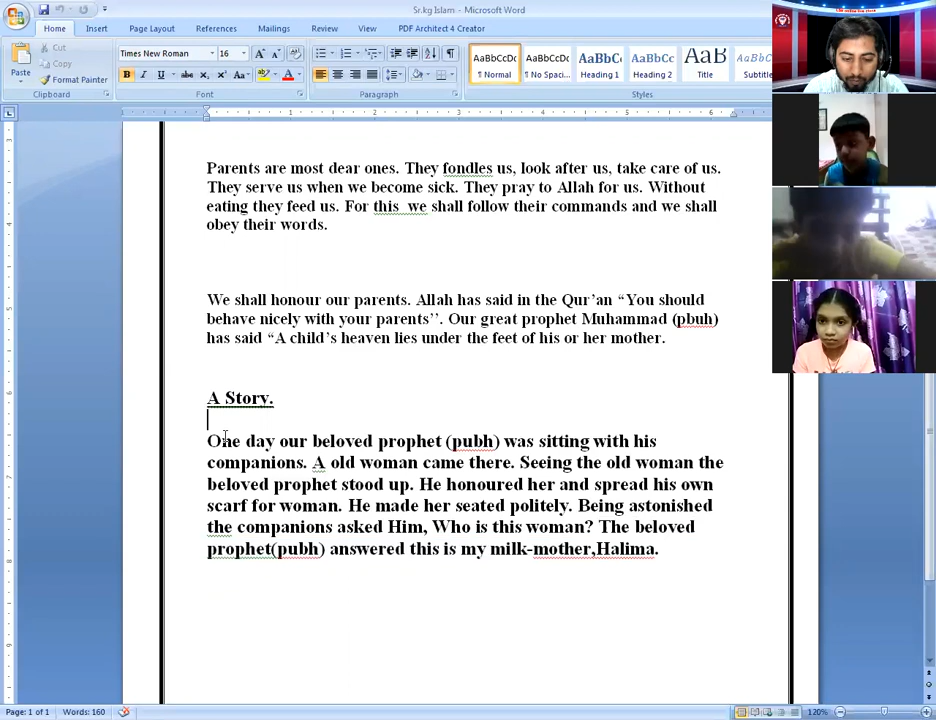 Sr.kg Islam - Microsoft Word
Home Insert Page Layout References Mailings Review View PDF Architect 4 Creator
Paste
Cut
Copy
Format Painter
Clipboard
Times New Roman 16
Font
Paragraph
AaBbCcDc AaBbCcDc AaBbC AaBbCc AaB AaBbCc
¶ Normal ¶ No Spaci... Heading 1 Heading 2 Title Subtitle
Styles
Parents are most dear ones. They fondles us, look after us, take care of us.
They serve us when we become sick. They pray to Allah for us. Without
eating they feed us. For this  we shall follow their commands and we shall
obey their words.
We shall honour our parents. Allah has said in the Qur’an “You should
behave nicely with your parents’’. Our great prophet Muhammad (pbuh)
has said “A child’s heaven lies under the feet of his or her mother.
A Story.
One day our beloved prophet (pubh) was sitting with his
companions. A old woman came there. Seeing the old woman the
beloved prophet stood up. He honoured her and spread his own
scarf for woman. He made her seated politely. Being astonished
the companions asked Him, Who is this woman? The beloved
prophet(pubh) answered this is my milk-mother,Halima.
Page: 1 of 1 Words: 160 120%